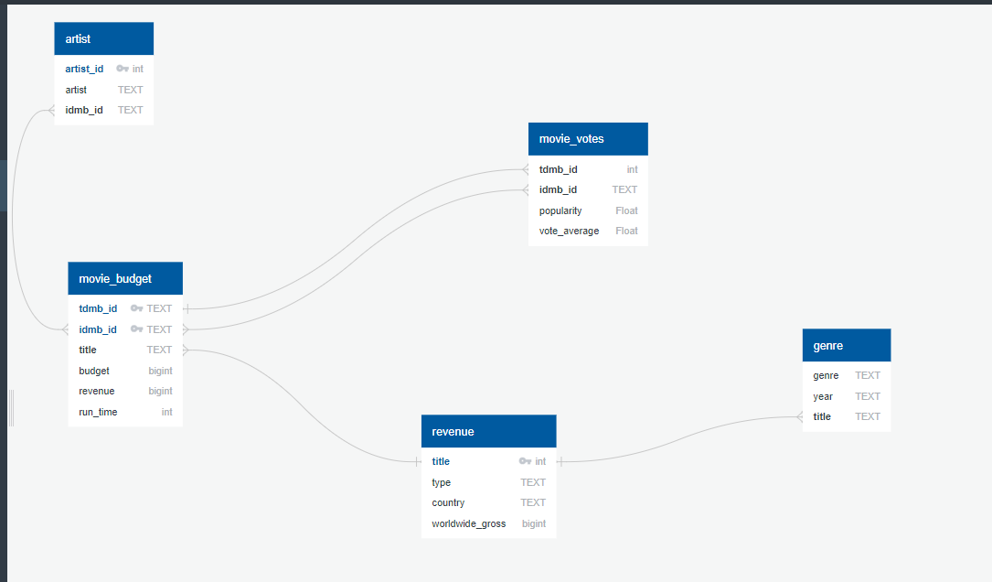 artist
artist_id int
artist TEXT
idmb_id TEXT
movie_votes
tdmb_id int
idmb_id TEXT
popularity Float
vote_average Float
movie_budget
tdmb_id TEXT
idmb_id TEXT
title TEXT
budget bigint
revenue bigint
run_time int
genre
genre TEXT
year TEXT
title TEXT
revenue
title int
type TEXT
country TEXT
worldwide_gross bigint